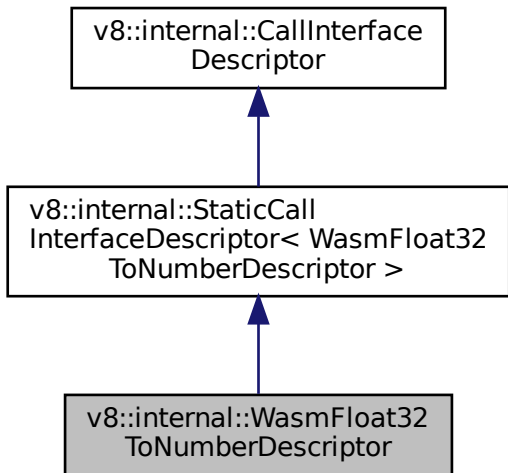 v8::internal::CallInterface
Descriptor
v8::internal::StaticCall
InterfaceDescriptor< WasmFloat32
ToNumberDescriptor >
v8::internal::WasmFloat32
ToNumberDescriptor